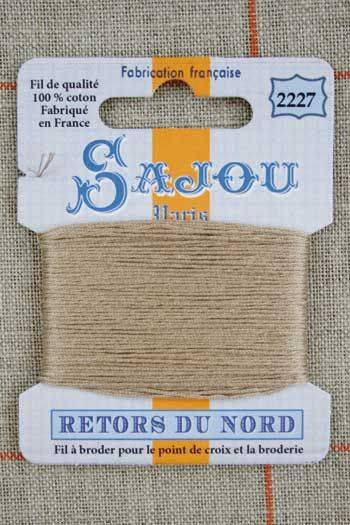 Fabrication française
Fil de qualité
100 % coton
Fabriqué
en France
2227
SAJOU
Paris
RETORS DU NORD
Fil à broder pour le point de croix et la broderie